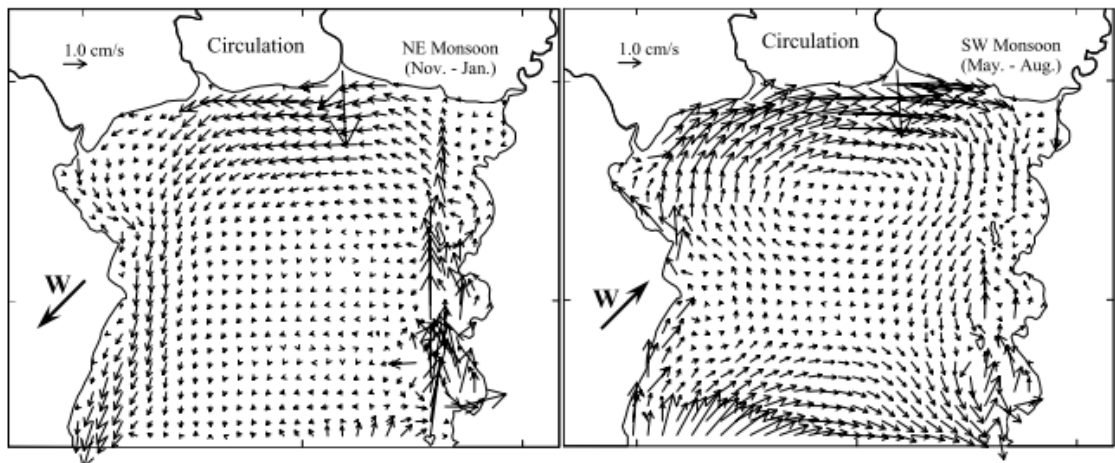 1.0 cm/s
Circulation
NE Monsoon
(Nov. - Jan.)
W
1.0 cm/s
Circulation
SW Monsoon
(May. - Aug.)
W